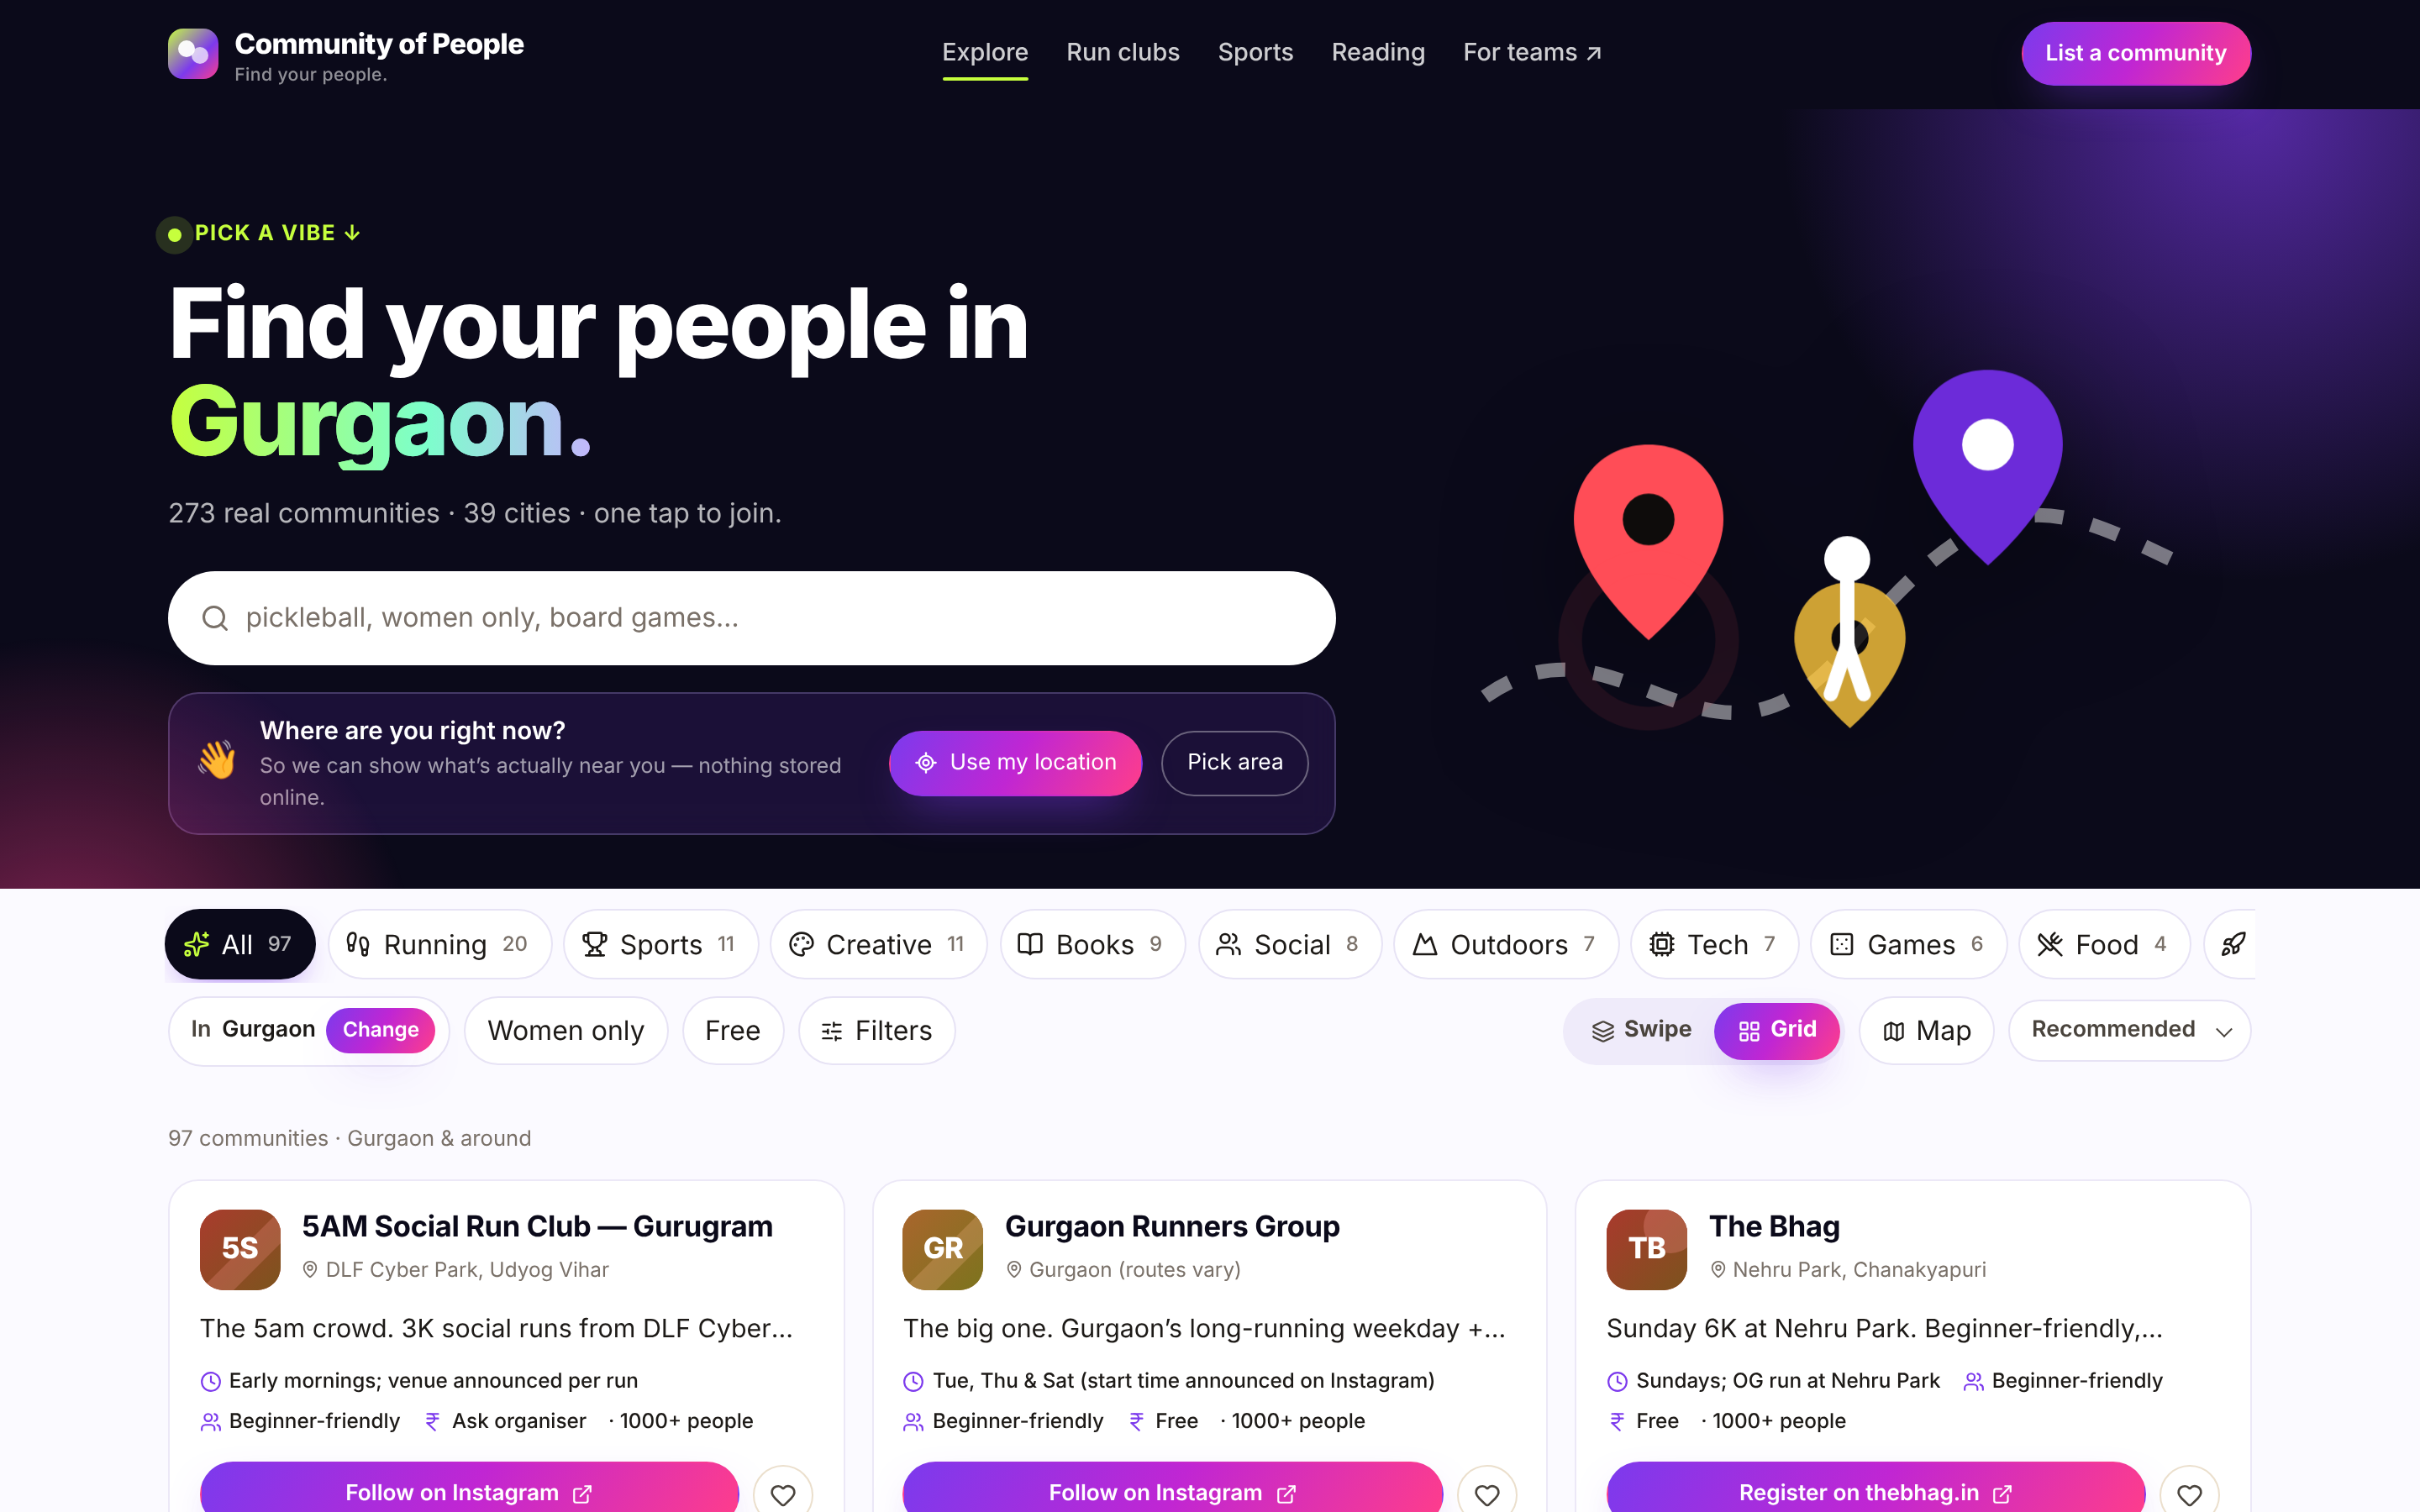 Community of People
Find your people.
Explore
Run clubs
Sports
Reading
For teams ↗
List a community
PICK A VIBE ↓
Find your people in
Gurgaon.
273 real communities · 39 cities · one tap to join.
pickleball, women only, board games...
Where are you right now?
So we can show what’s actually near you — nothing stored
online.
Use my location
Pick area
All 97
Running 20
Sports 11
Creative 11
Books 9
Social 8
Outdoors 7
Tech 7
Games 6
Food 4
In Gurgaon Change
Women only
Free
Filters
Swipe
Grid
Map
Recommended
97 communities · Gurgaon & around
5S
5AM Social Run Club — Gurugram
DLF Cyber Park, Udyog Vihar
The 5am crowd. 3K social runs from DLF Cyber...
Early mornings; venue announced per run
Beginner-friendly ₹ Ask organiser · 1000+ people
Follow on Instagram
GR
Gurgaon Runners Group
Gurgaon (routes vary)
The big one. Gurgaon’s long-running weekday +...
Tue, Thu & Sat (start time announced on Instagram)
Beginner-friendly ₹ Free · 1000+ people
Follow on Instagram
TB
The Bhag
Nehru Park, Chanakyapuri
Sunday 6K at Nehru Park. Beginner-friendly,...
Sundays; OG run at Nehru Park Beginner-friendly
₹ Free · 1000+ people
Register on thebhag.in